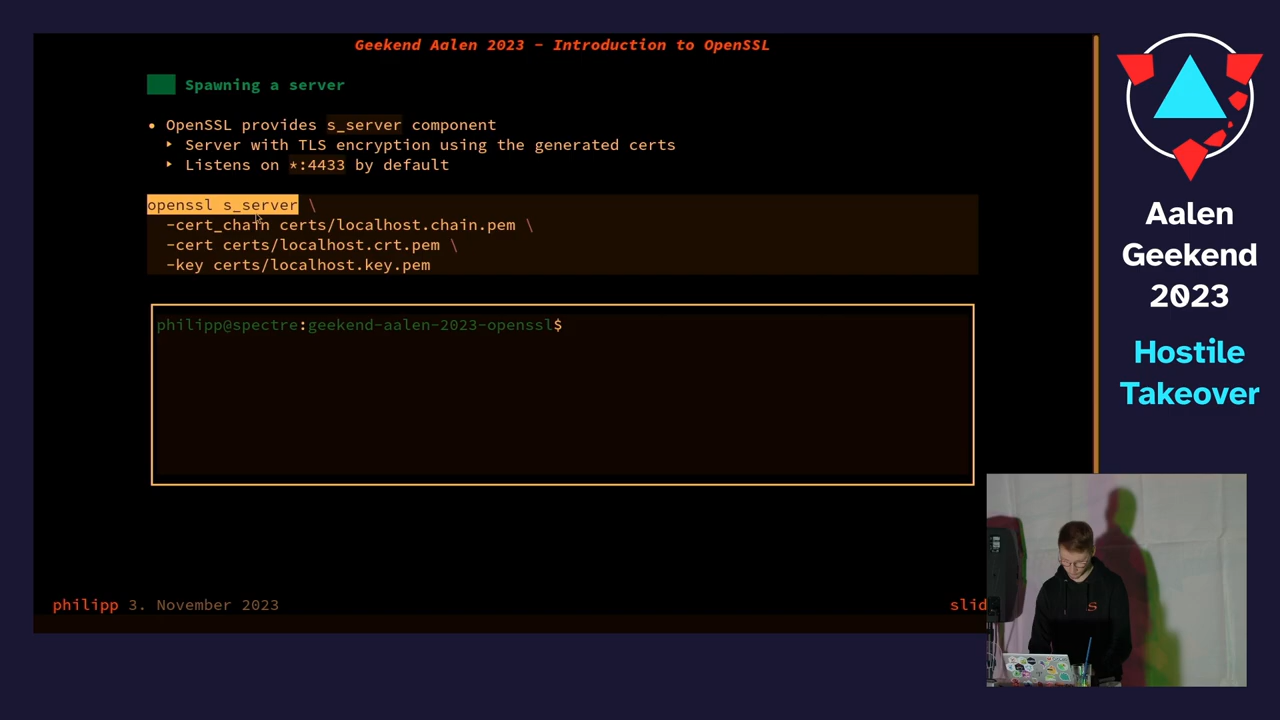 Geekend Aalen 2023 - Introduction to OpenSSL
Spawning a server
• OpenSSL provides s_server component
‣ Server with TLS encryption using the generated certs
‣ Listens on *:4433 by default
openssl s_server \
-cert_chain certs/localhost.chain.pem \
-cert certs/localhost.crt.pem \
-key certs/localhost.key.pem
philipp@spectre:geekend-aalen-2023-openssl$
philipp 3. November 2023
slid
Aalen
Geekend
2023
Hostile
Takeover